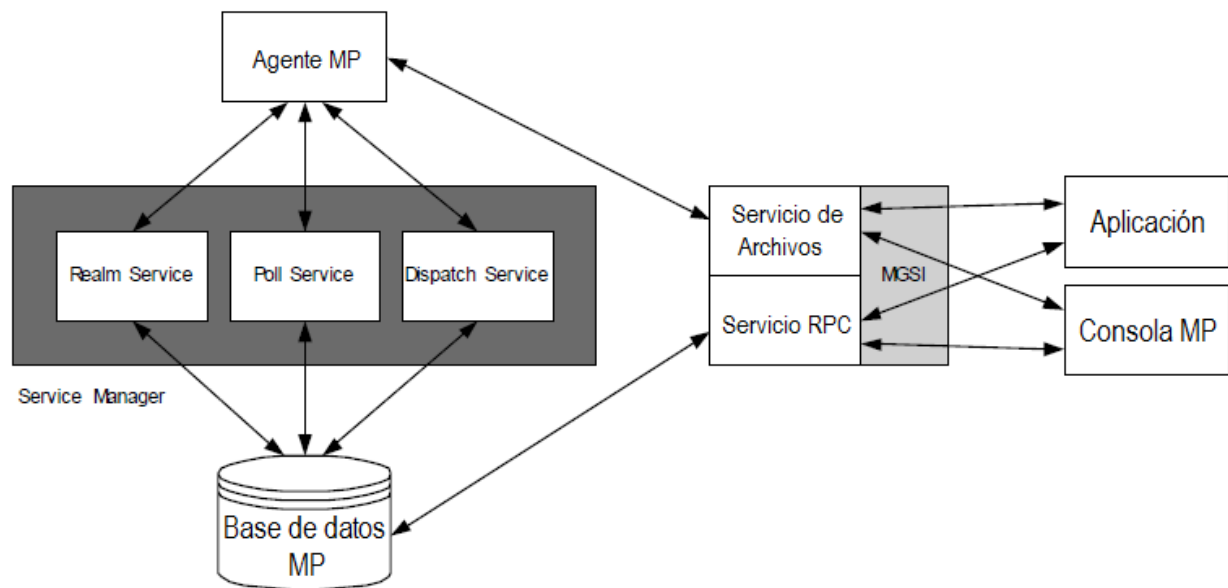 Agente MP
Realm Service
Poll Service
Dispatch Service
Service Manager
Base de datos
MP
Servicio de
Archivos
Servicio RPC
MGSI
Aplicación
Consola MP